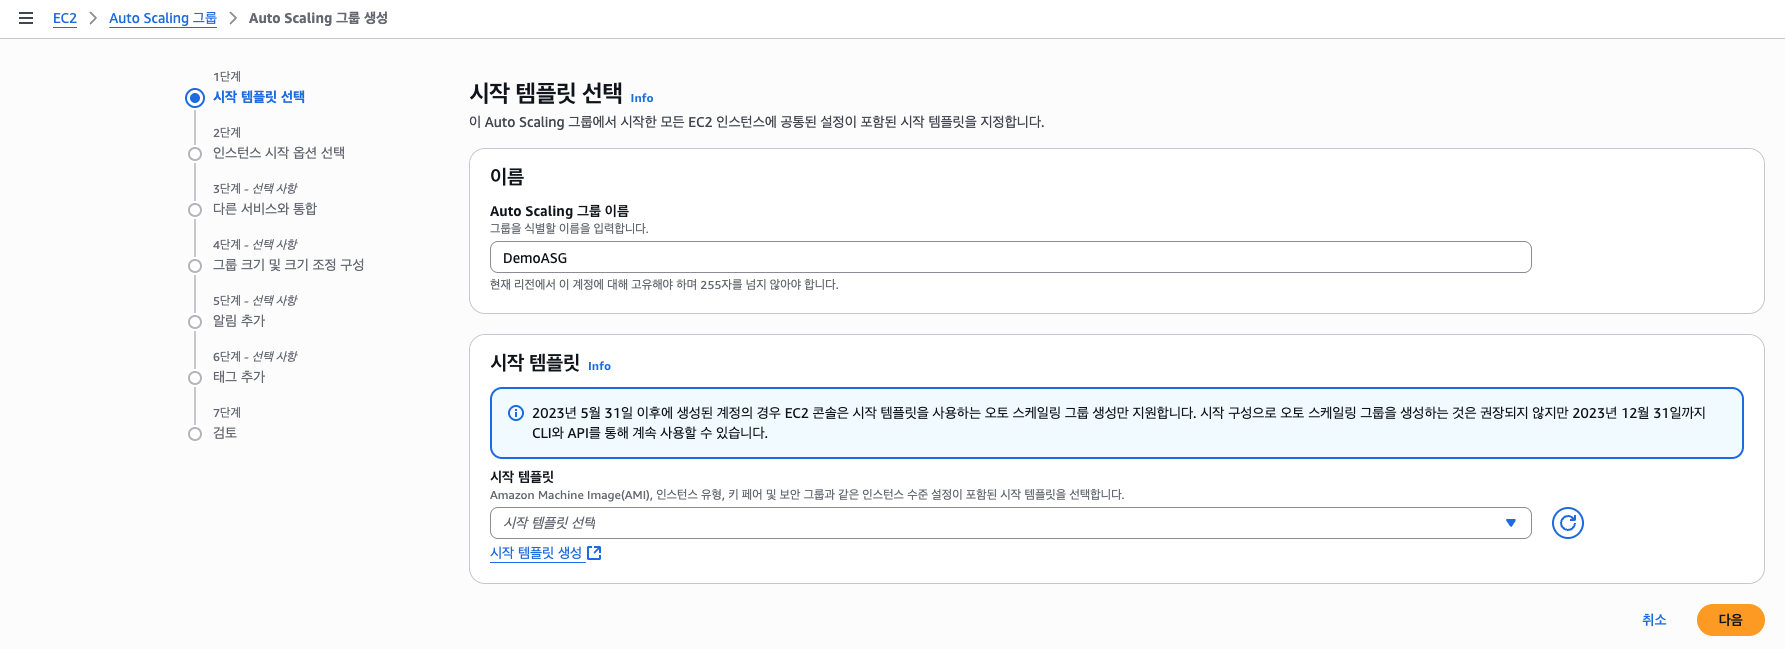 EC2 > Auto Scaling 그룹 > Auto Scaling 그룹 생성
1단계
시작 템플릿 선택
2단계
인스턴스 시작 옵션 선택
3단계 - 선택 사항
다른 서비스와 통합
4단계 - 선택 사항
그룹 크기 및 크기 조정 구성
5단계 - 선택 사항
알림 추가
6단계 - 선택 사항
태그 추가
7단계
검토
시작 템플릿 선택 Info
이 Auto Scaling 그룹에서 시작한 모든 EC2 인스턴스에 공통된 설정이 포함된 시작 템플릿을 지정합니다.
이름
Auto Scaling 그룹 이름
그룹을 식별할 이름을 입력합니다.
DemoASG
현재 리전에서 이 계정에 대해 고유해야 하며 255자를 넘지 않아야 합니다.
시작 템플릿 Info
2023년 5월 31일 이후에 생성된 계정의 경우 EC2 콘솔은 시작 템플릿을 사용하는 오토 스케일링 그룹 생성만 지원합니다. 시작 구성으로 오토 스케일링 그룹을 생성하는 것은 권장되지 않지만 2023년 12월 31일까지
CLI와 API를 통해 계속 사용할 수 있습니다.
시작 템플릿
Amazon Machine Image(AMI), 인스턴스 유형, 키 페어 및 보안 그룹과 같은 인스턴스 수준 설정이 포함된 시작 템플릿을 선택합니다.
시작 템플릿 선택
시작 템플릿 생성
취소
다음